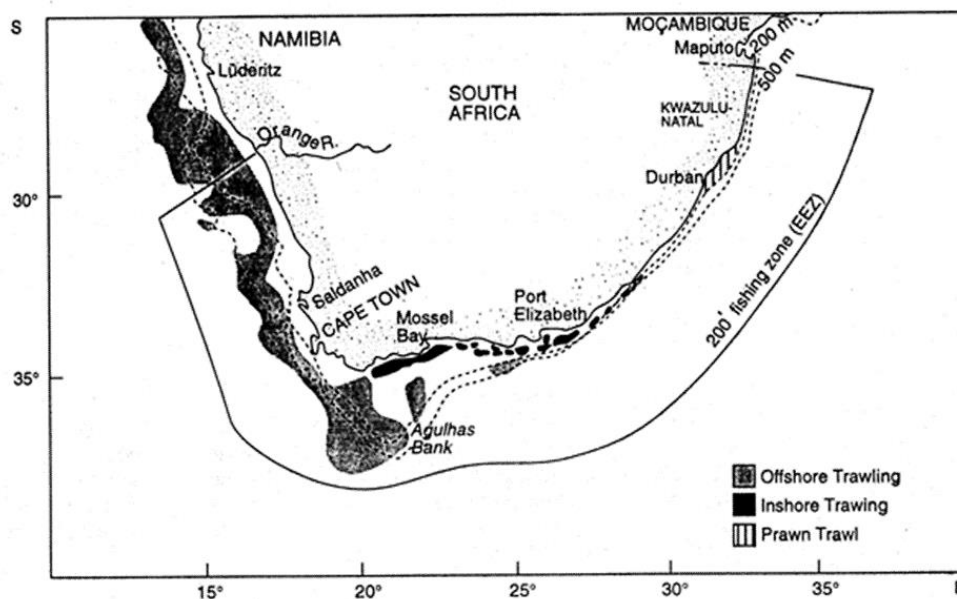 S
MOÇAMBIQUE
NAMIBIA
Maputo
200 m
500 m
Lüderitz
SOUTH
AFRICA
KWAZULU-
NATAL
Orange R.
Durban
30°
200' fishing zone (EEZ)
Saldanha
CAPE TOWN
Mossel
Bay
Port
Elizabeth
35°
Agulhas
Bank
Offshore Trawling
Inshore Trawing
Prawn Trawl
15°
20°
25°
30°
35°